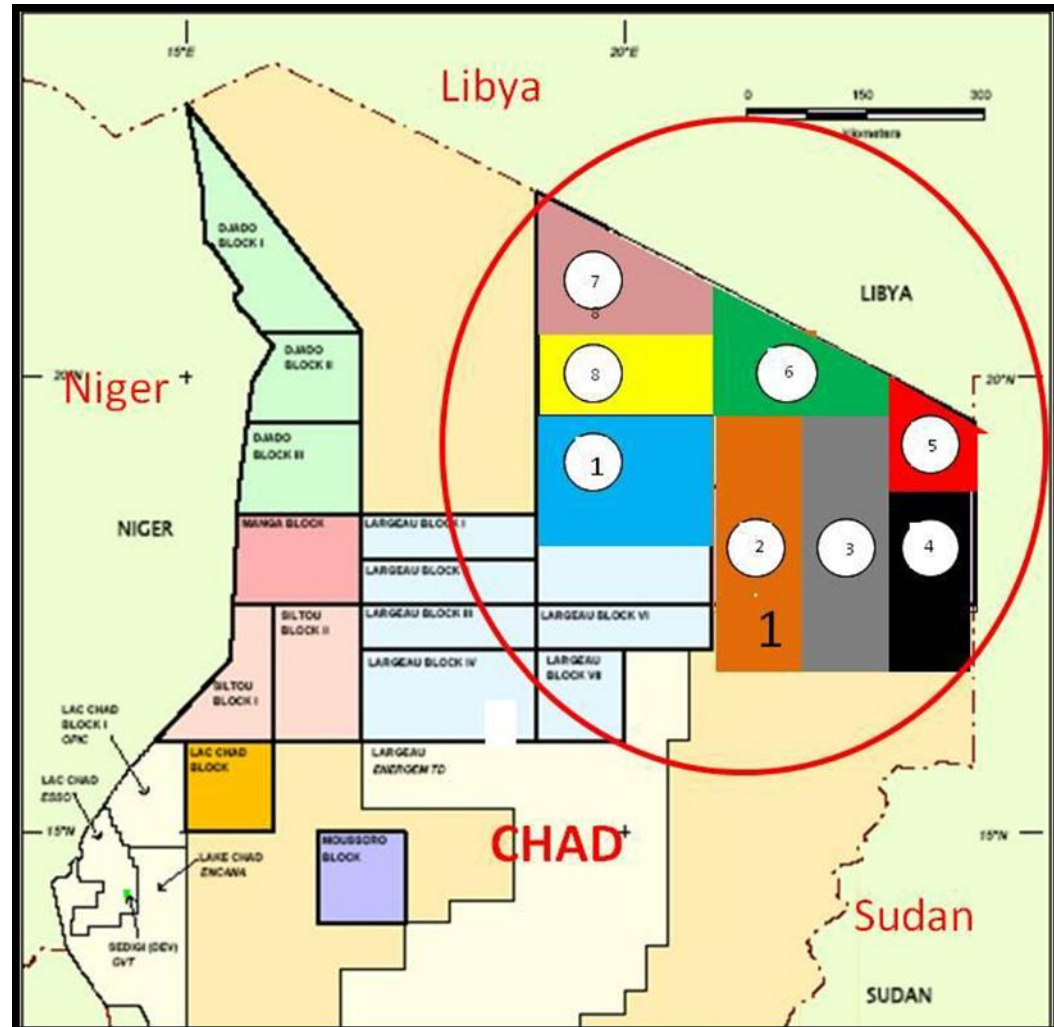 15°E
20°E
Libya
0 150 300
Kilometers
DJADO
BLOCK I
7
8
LIBYA
DJADO
BLOCK II
20°N
Niger
8
6
20°N
DJADO
BLOCK III
1
5
NIGER
MANGA BLOCK
LARGEAU BLOCK I
2
3
4
LARGEAU BLOCK
SILTOU
BLOCK II
LARGEAU BLOCK III
LARGEAU BLOCK VI
1
LARGEAU BLOCK IV
LARGEAU
BLOCK VII
SILTOU
BLOCK I
LAC CHAD
BLOCK I
OPIC
LAC CHAD
BLOCK
LARGEAU
ENERGEM TD
LAC CHAD
ESSO
15°N
MOUSSORO
BLOCK
CHAD
15°N
LAKE CHAD
ENCANA
Sudan
SEDIGI (DEV)
GVT
SUDAN